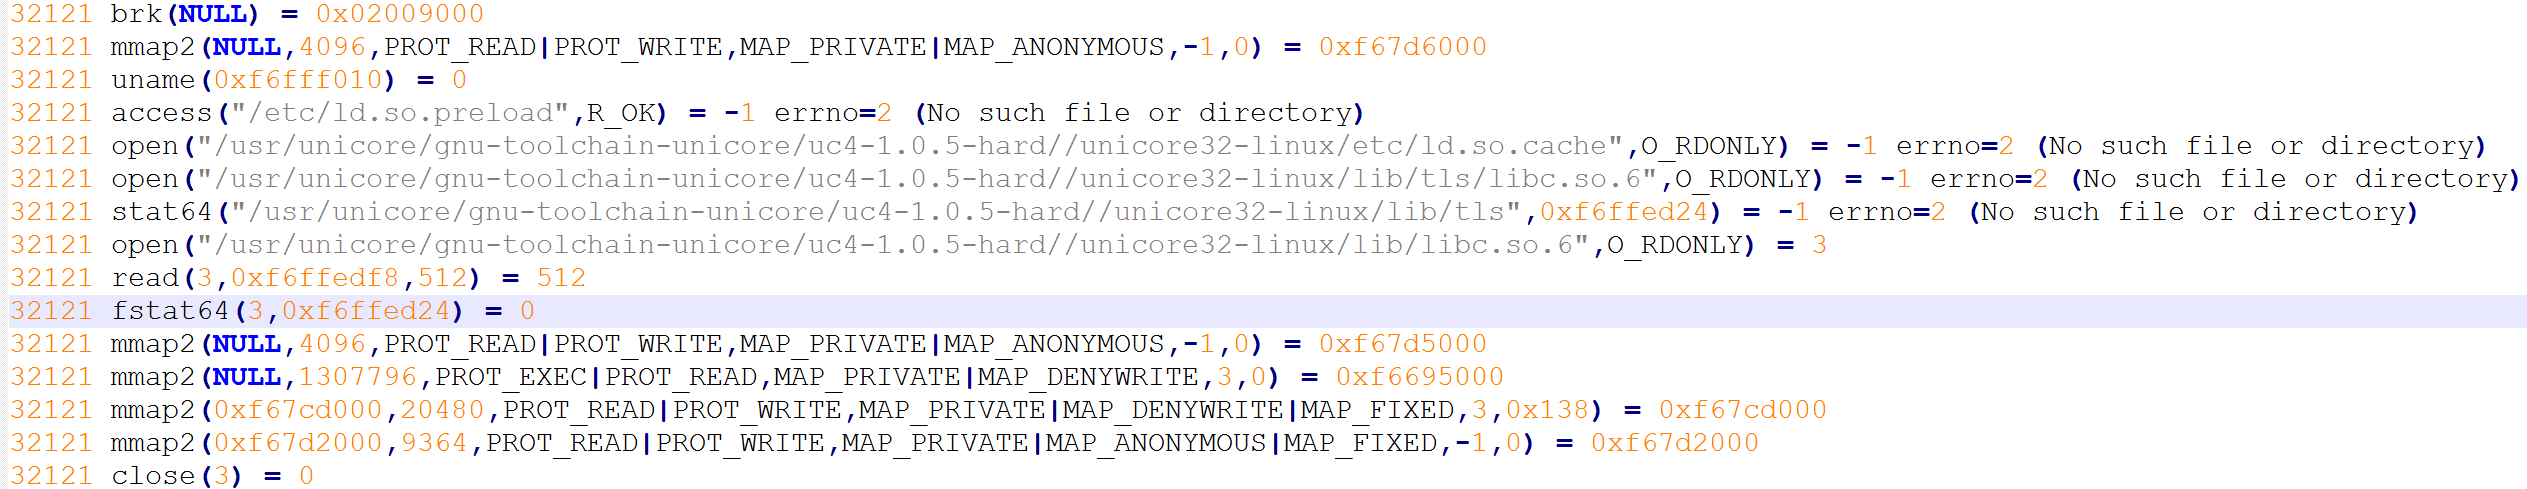 32121 brk(NULL) = 0x02009000
32121 mmap2(NULL,4096,PROT_READ|PROT_WRITE,MAP_PRIVATE|MAP_ANONYMOUS,-1,0) = 0xf67d6000
32121 uname(0xf6fff010) = 0
32121 access("/etc/ld.so.preload",R_OK) = -1 errno=2 (No such file or directory)
32121 open("/usr/unicore/gnu-toolchain-unicore/uc4-1.0.5-hard//unicore32-linux/etc/ld.so.cache",O_RDONLY) = -1 errno=2 (No such file or directory)
32121 open("/usr/unicore/gnu-toolchain-unicore/uc4-1.0.5-hard//unicore32-linux/lib/tls/libc.so.6",O_RDONLY) = -1 errno=2 (No such file or directory)
32121 stat64("/usr/unicore/gnu-toolchain-unicore/uc4-1.0.5-hard//unicore32-linux/lib/tls",0xf6ffed24) = -1 errno=2 (No such file or directory)
32121 open("/usr/unicore/gnu-toolchain-unicore/uc4-1.0.5-hard//unicore32-linux/lib/libc.so.6",O_RDONLY) = 3
32121 read(3,0xf6ffedf8,512) = 512
32121 fstat64(3,0xf6ffed24) = 0
32121 mmap2(NULL,4096,PROT_READ|PROT_WRITE,MAP_PRIVATE|MAP_ANONYMOUS,-1,0) = 0xf67d5000
32121 mmap2(NULL,1307796,PROT_EXEC|PROT_READ,MAP_PRIVATE|MAP_DENYWRITE,3,0) = 0xf6695000
32121 mmap2(0xf67cd000,20480,PROT_READ|PROT_WRITE,MAP_PRIVATE|MAP_DENYWRITE|MAP_FIXED,3,0x138) = 0xf67cd000
32121 mmap2(0xf67d2000,9364,PROT_READ|PROT_WRITE,MAP_PRIVATE|MAP_ANONYMOUS|MAP_FIXED,-1,0) = 0xf67d2000
32121 close(3) = 0